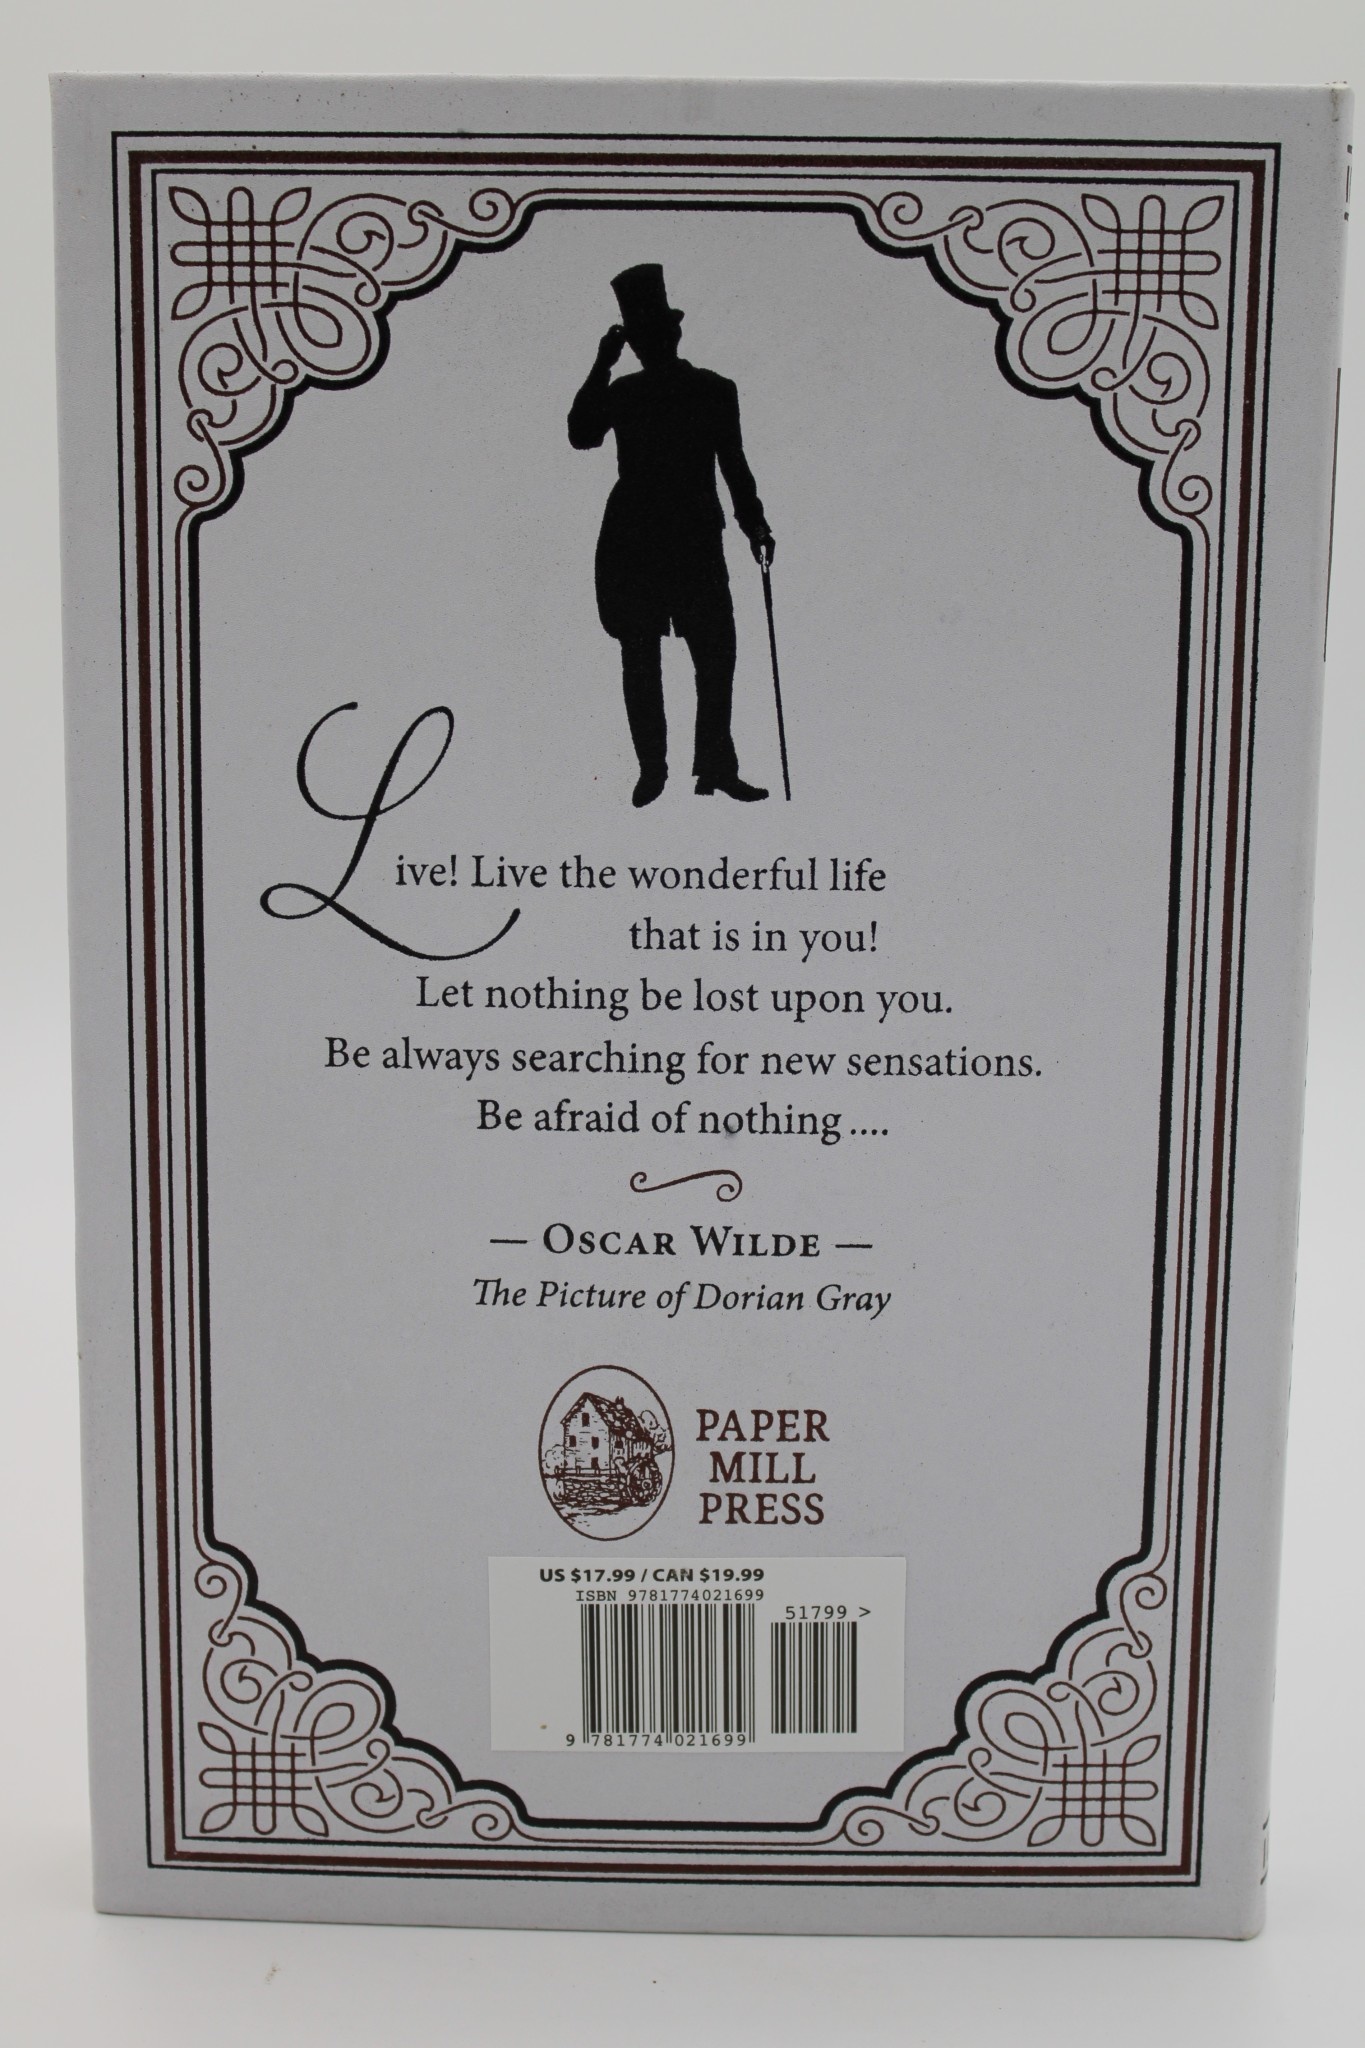 Live! Live the wonderful life
that is in you!
Let nothing be lost upon you.
Be always searching for new sensations.
Be afraid of nothing ....
— OSCAR WILDE —
The Picture of Dorian Gray
PAPER
MILL
PRESS
US $17.99 / CAN $19.99
ISBN 9781774021699
51799 >
9 781774 021699